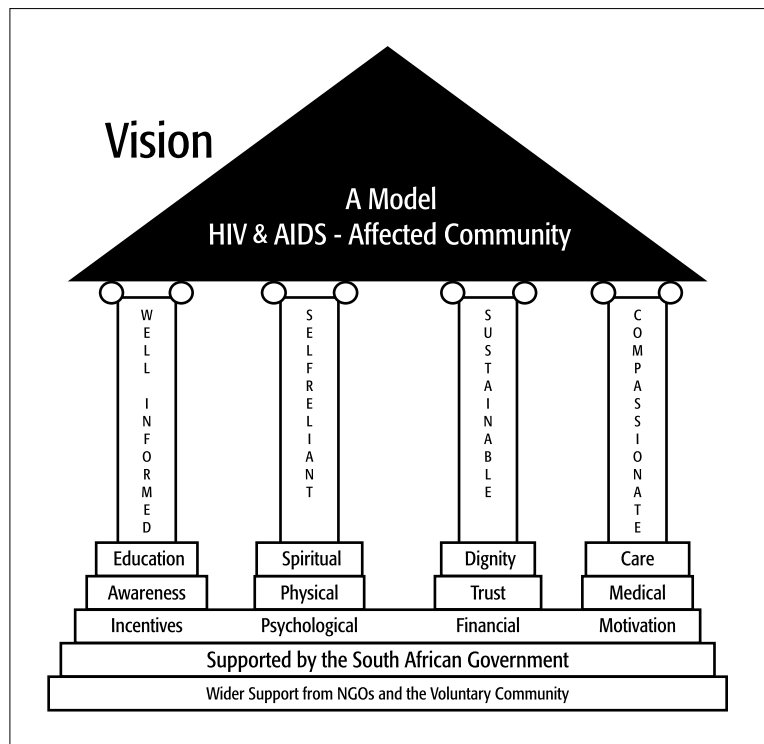 Vision
A Model
HIV & AIDS - Affected Community
WELL INFORMED
SELFRELIANT
SUSTAINABLE
COMPASSIONATE
Education Spiritual Dignity Care
Awareness Physical Trust Medical
Incentives Psychological Financial Motivation
Supported by the South African Government
Wider Support from NGOs and the Voluntary Community